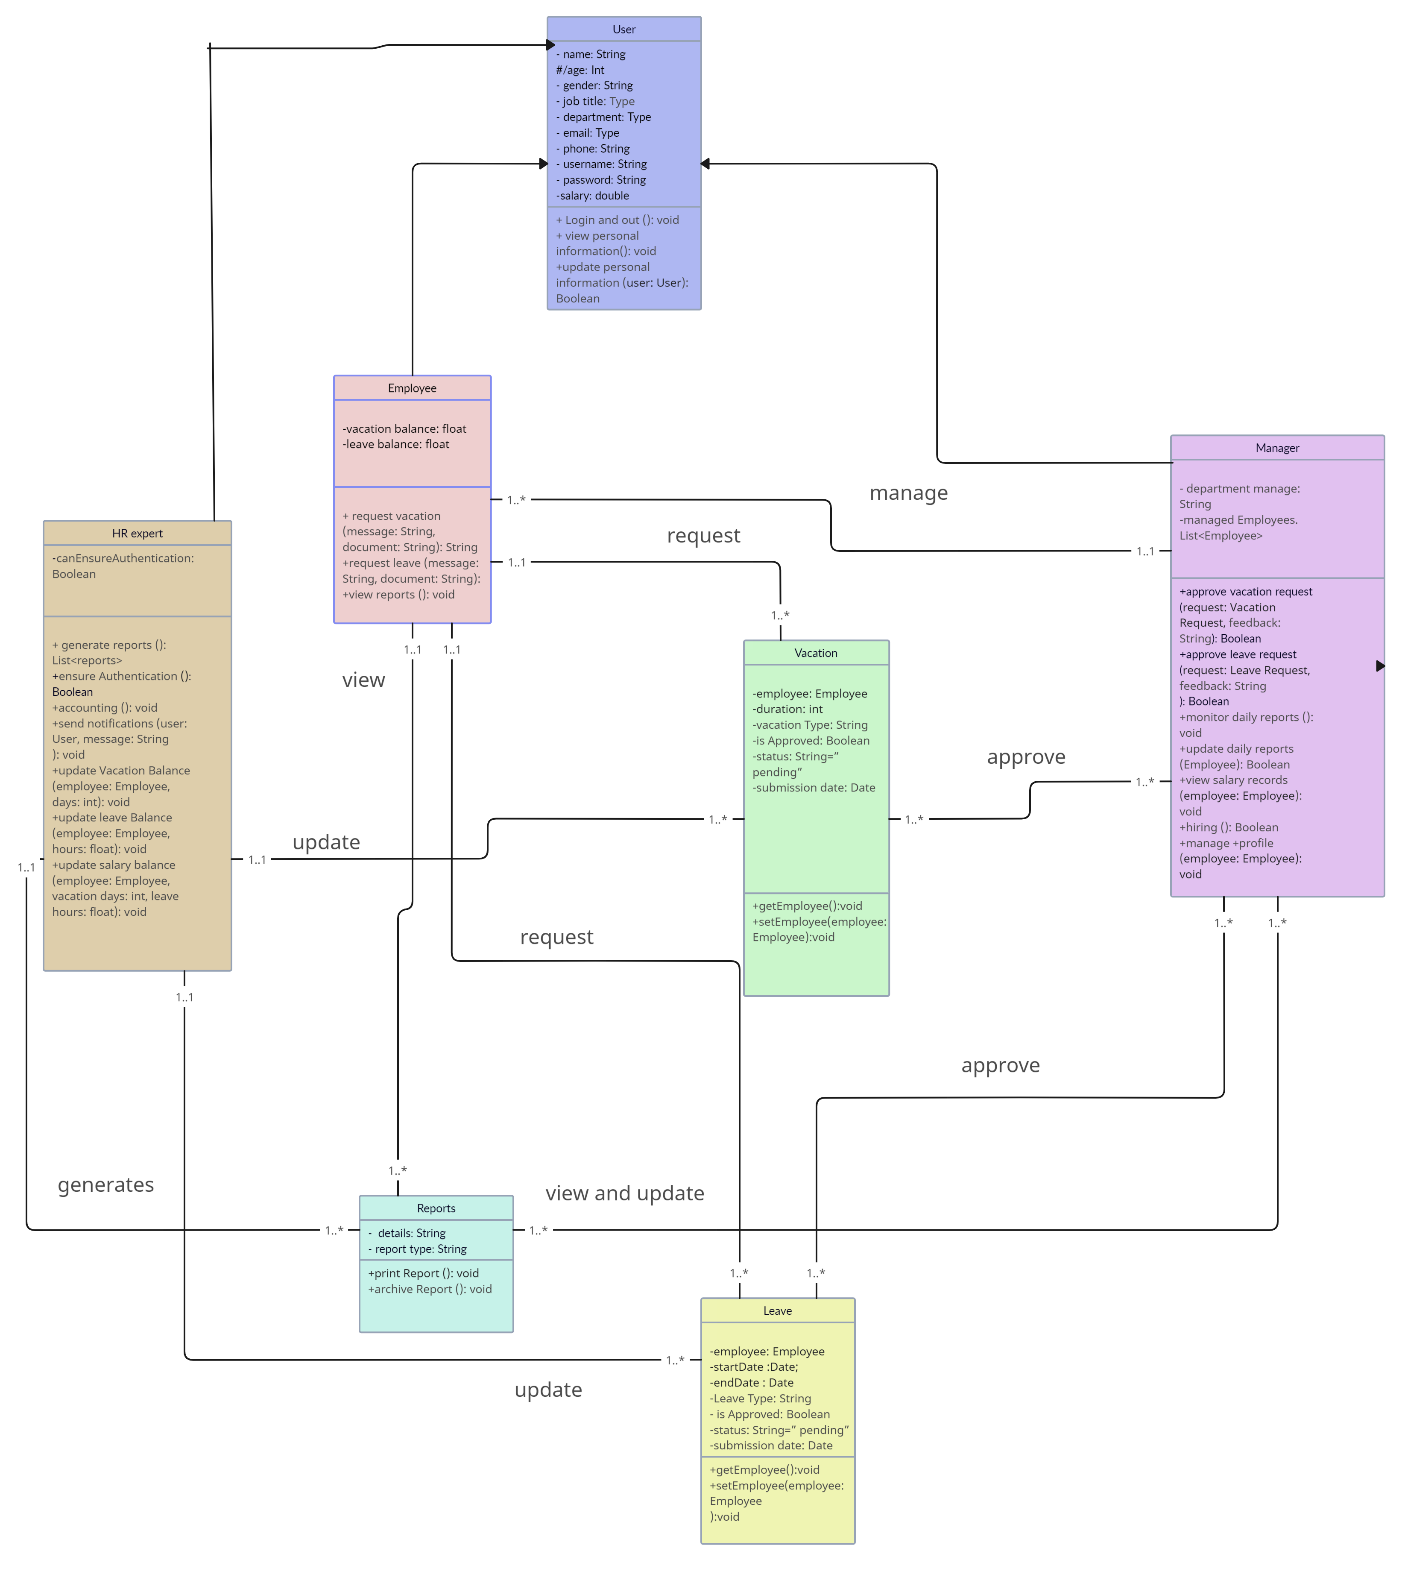 User
- name: String
#/age: Int
- gender: String
- job title: Type
- department: Type
- email: Type
- phone: String
- username: String
- password: String
-salary: double
+ Login and out (): void
+ view personal
information(): void
+update personal
information (user: User):
Boolean
Employee
-vacation balance: float
-leave balance: float
+ request vacation
(message: String,
document: String): String
+request leave (message:
String, document: String):
+view reports (): void
Manager
- department manage:
String
-managed Employees.
List<Employee>
+approve vacation request
(request: Vacation
Request, feedback:
String): Boolean
+approve leave request
(request: Leave Request,
feedback: String
): Boolean
+monitor daily reports ():
void
+update daily reports
(Employee): Boolean
+view salary records
(employee: Employee):
void
+hiring (): Boolean
+manage +profile
(employee: Employee):
void
HR expert
-canEnsureAuthentication:
Boolean
+ generate reports ():
List<reports>
+ensure Authentication ():
Boolean
+accounting (): void
+send notifications (user:
User, message: String
): void
+update Vacation Balance
(employee: Employee,
days: int): void
+update leave Balance
(employee: Employee,
hours: float): void
+update salary balance
(employee: Employee,
vacation days: int, leave
hours: float): void
manage
1..*
1..1
request
1..1
1..*
Vacation
-employee: Employee
-duration: int
-vacation Type: String
-is Approved: Boolean
-status: String=”
pending”
-submission date: Date
+getEmployee():void
+setEmployee(employee:
Employee):void
1..1
1..1
view
approve
1..*
1..*
update
1..1
1..*
1..1
request
1..1
1..*
1..*
approve
1..*
generates
1..*
view and update
1..*
Reports
- details: String
- report type: String
+print Report (): void
+archive Report (): void
1..*
1..*
Leave
-employee: Employee
-startDate :Date;
-endDate : Date
-Leave Type: String
- is Approved: Boolean
-status: String=” pending”
-submission date: Date
+getEmployee():void
+setEmployee(employee:
Employee
):void
1..*
update